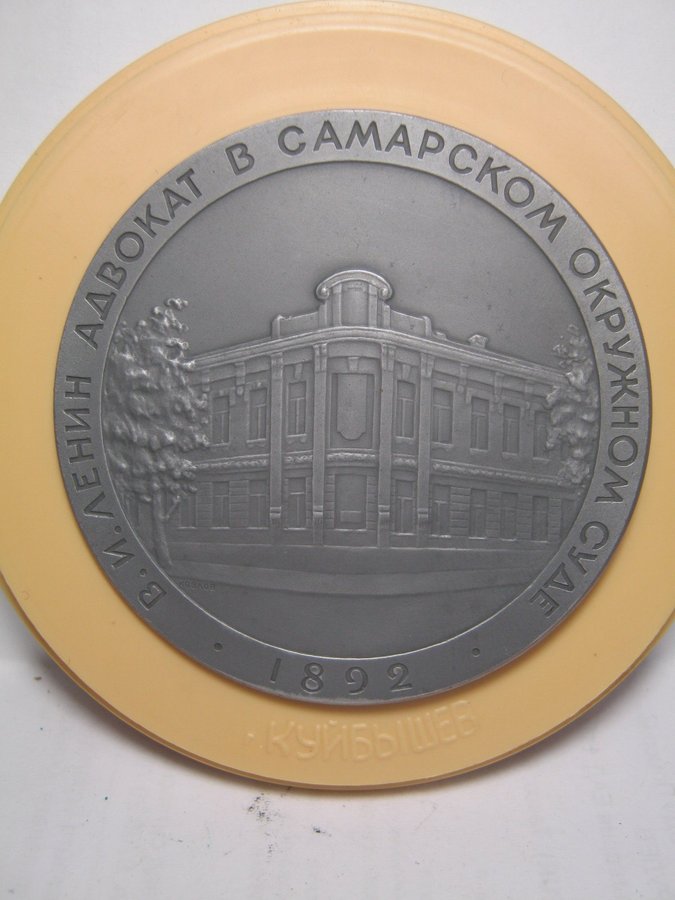 В. И. ЛЕНИН АДВОКАТ В САМАРСКОМ ОКРУЖНОМ СУДЕ
· 1892 ·
КУЙБЫШЕВ